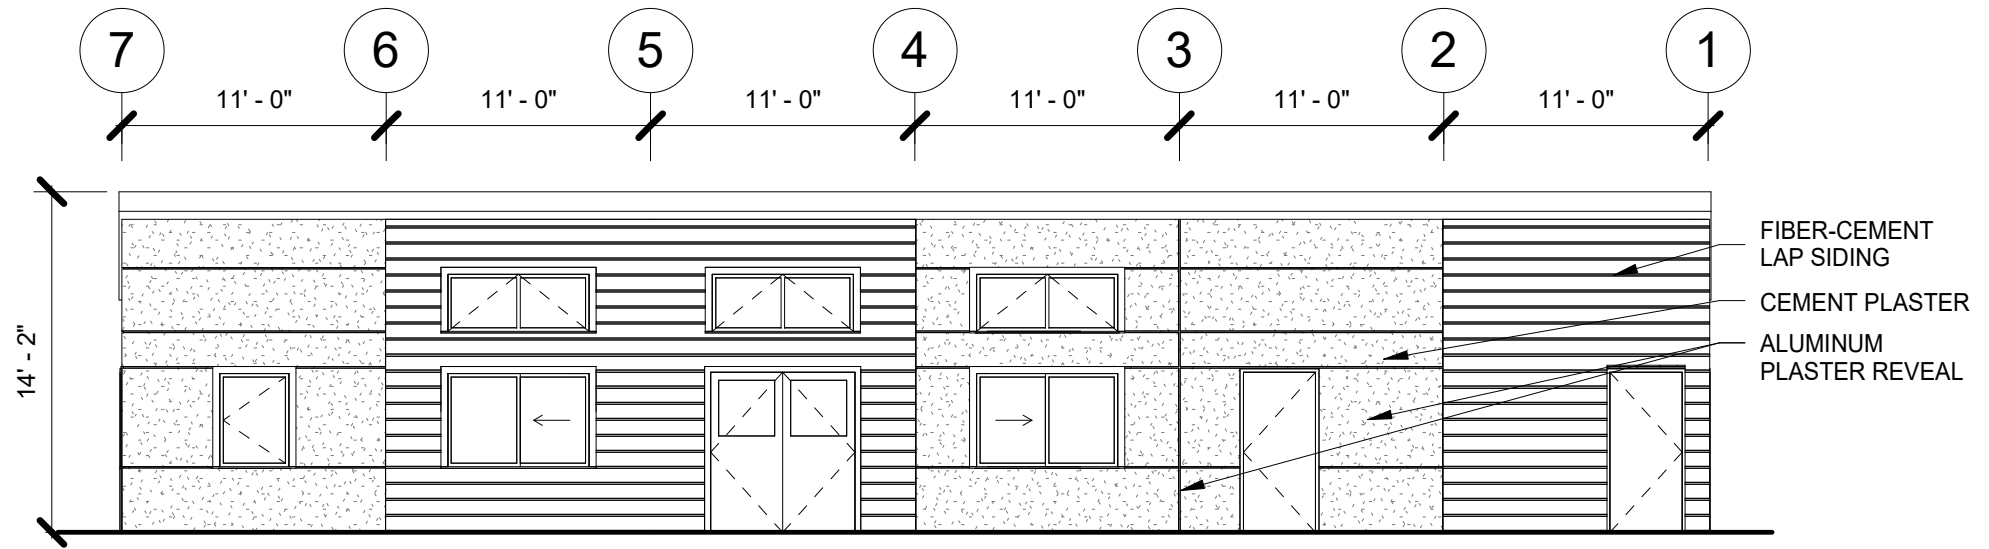 7 6 5 4 3 2 1
11' - 0" 11' - 0" 11' - 0" 11' - 0" 11' - 0" 11' - 0"
14' - 2"
FIBER-CEMENT
LAP SIDING
CEMENT PLASTER
ALUMINUM
PLASTER REVEAL